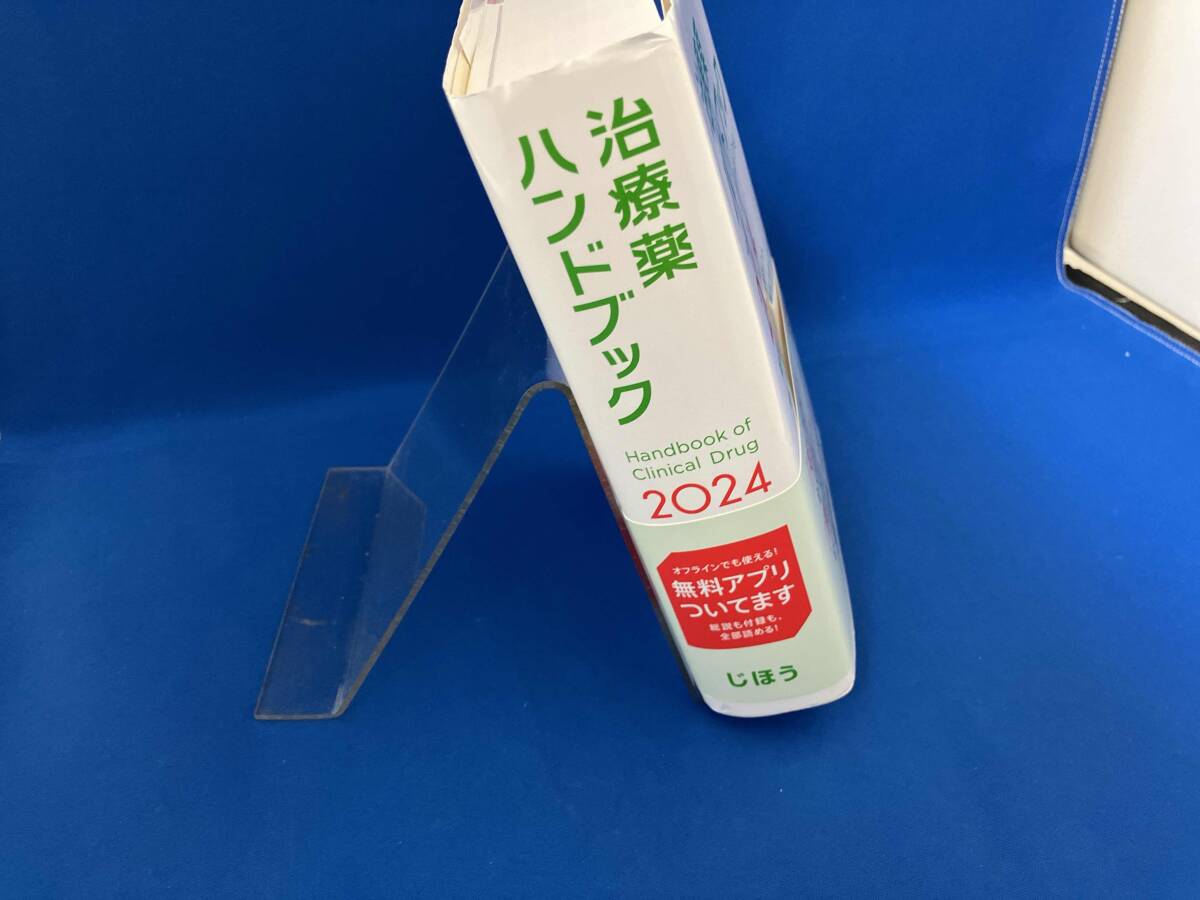 治療薬
ハンドブック
Handbook of
Clinical Drug
2024
オフラインでも使える!
無料アプリ
ついてます
総説も付録も、
全部読める!
じほう